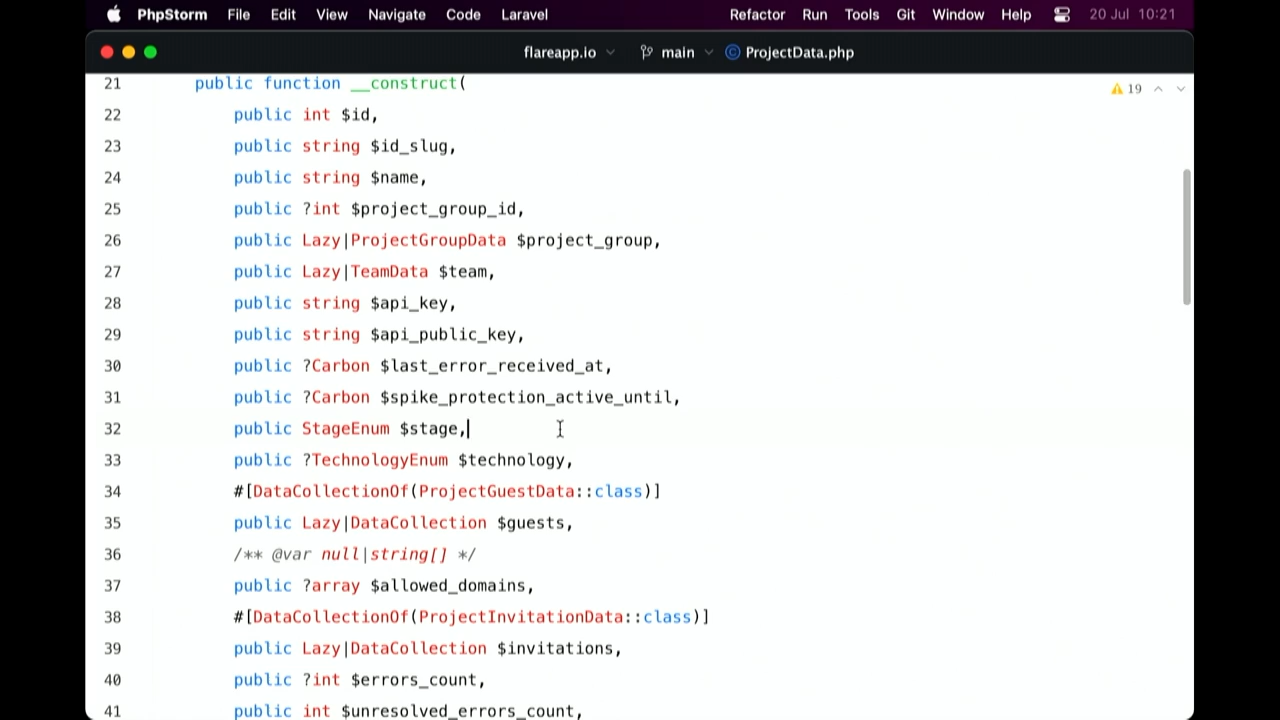 PhpStorm File Edit View Navigate Code Laravel Refactor Run Tools Git Window Help 20 Jul 10:21
flareapp.io main ProjectData.php
21 public function __construct(
19
22 public int $id,
23 public string $id_slug,
24 public string $name,
25 public ?int $project_group_id,
26 public Lazy|ProjectGroupData $project_group,
27 public Lazy|TeamData $team,
28 public string $api_key,
29 public string $api_public_key,
30 public ?Carbon $last_error_received_at,
31 public ?Carbon $spike_protection_active_until,
32 public StageEnum $stage,
33 public ?TechnologyEnum $technology,
34 #[DataCollectionOf(ProjectGuestData::class)]
35 public Lazy|DataCollection $guests,
36 /** @var null|string[] */
37 public ?array $allowed_domains,
38 #[DataCollectionOf(ProjectInvitationData::class)]
39 public Lazy|DataCollection $invitations,
40 public ?int $errors_count,
41 public int $unresolved_errors_count,